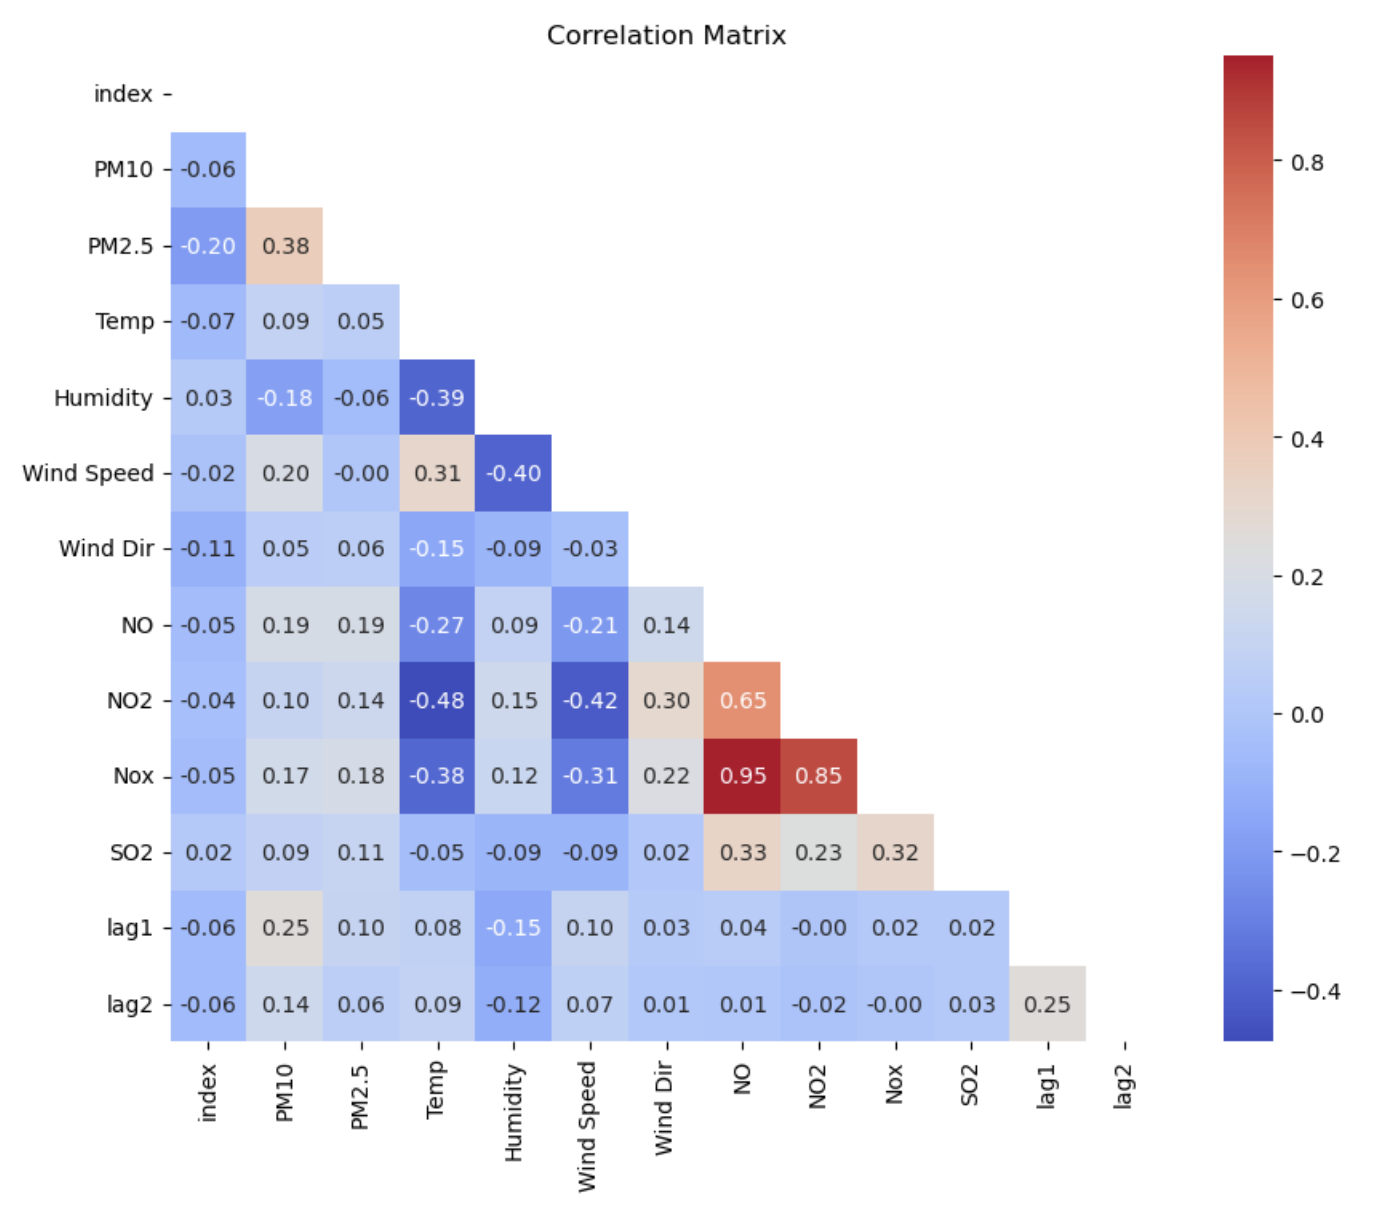 Correlation Matrix
index
PM10 -0.06
PM2.5 -0.20 0.38
Temp -0.07 0.09 0.05
Humidity 0.03 -0.18 -0.06 -0.39
Wind Speed -0.02 0.20 -0.00 0.31 -0.40
Wind Dir -0.11 0.05 0.06 -0.15 -0.09 -0.03
NO -0.05 0.19 0.19 -0.27 0.09 -0.21 0.14
NO2 -0.04 0.10 0.14 -0.48 0.15 -0.42 0.30 0.65
Nox -0.05 0.17 0.18 -0.38 0.12 -0.31 0.22 0.95 0.85
SO2 0.02 0.09 0.11 -0.05 -0.09 -0.09 0.02 0.33 0.23 0.32
lag1 -0.06 0.25 0.10 0.08 -0.15 0.10 0.03 0.04 -0.00 0.02 0.02
lag2 -0.06 0.14 0.06 0.09 -0.12 0.07 0.01 0.01 -0.02 -0.00 0.03 0.25
index PM10 PM2.5 Temp Humidity Wind Speed Wind Dir NO NO2 Nox SO2 lag1 lag2
0.8
0.6
0.4
0.2
0.0
−0.2
−0.4